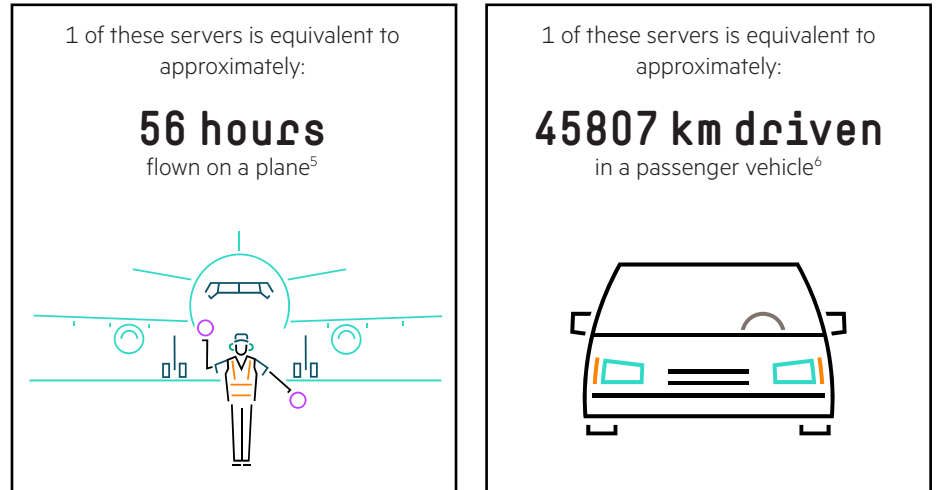 1 of these servers is equivalent to
approximately:
56 hours
flown on a plane⁵
1 of these servers is equivalent to
approximately:
45807 km driven
in a passenger vehicle⁶